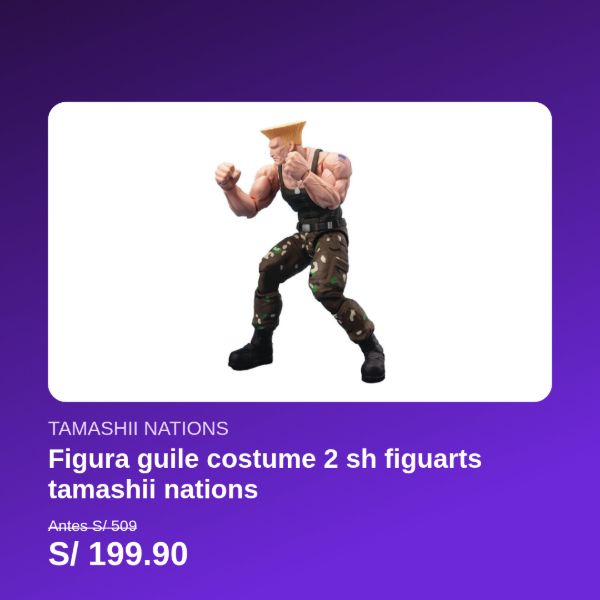 TAMASHII NATIONS
Figura guile costume 2 sh figuarts
tamashii nations
Antes S/ 509
S/ 199.90